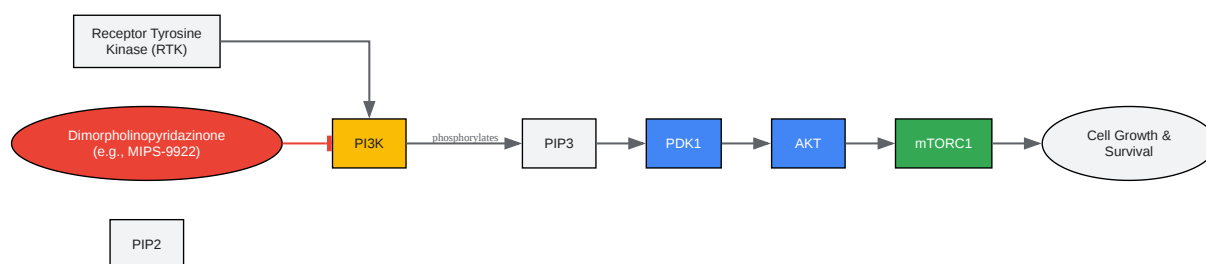 Receptor Tyrosine
Kinase (RTK)
Dimorpholinopyridazinone
(e.g., MIPS-9922)
PI3K
phosphorylates
PIP3
PDK1
AKT
mTORC1
Cell Growth &
Survival
PIP2